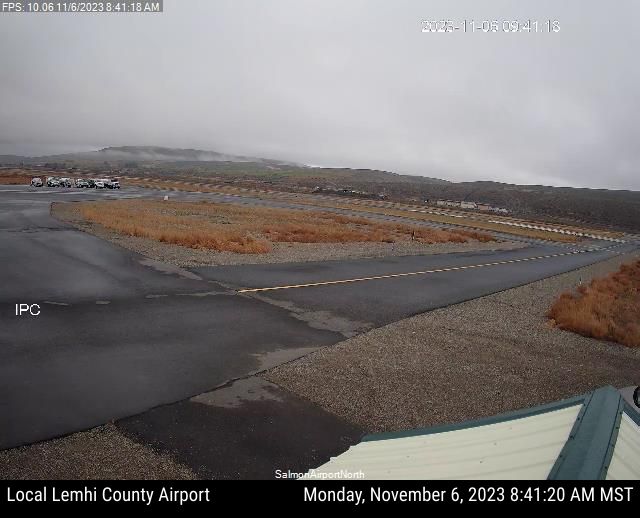 FPS: 10.06 11/6/2023 8:41:18 AM
2023-11-06 09:41:18
IPC
SalmonAirportNorth
Local Lemhi County Airport
Monday, November 6, 2023 8:41:20 AM MST